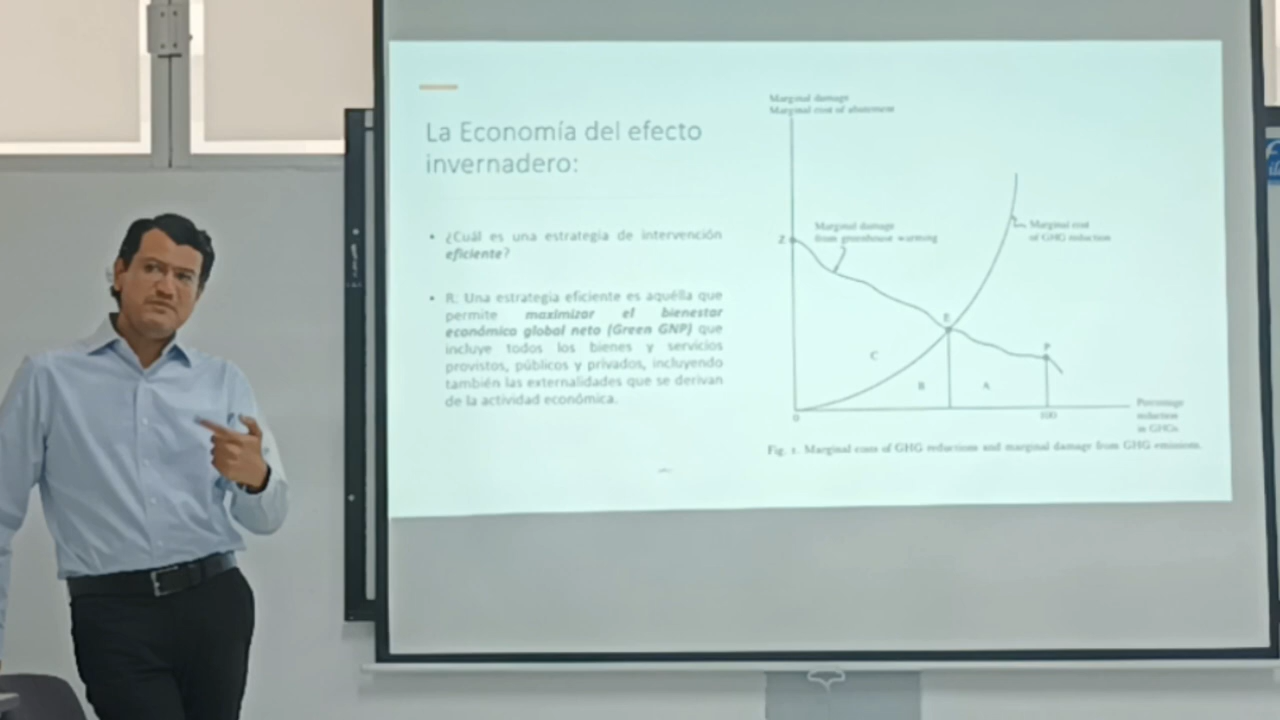 La Economía del efecto
invernadero:
• ¿Cuál es una estrategia de intervención
eficiente?
• R: Una estrategia eficiente es aquélla que
permite maximizar el bienestar
económico global neto (Green GNP) que
incluye todos los bienes y servicios
provistos, públicos y privados, incluyendo
también las externalidades que se derivan
de la actividad económica.
Marginal damage
Marginal cost of abatement
Z
Marginal damage
from greenhouse warming
Marginal cost
of GHG reduction
E
P
C
B
A
0
100
Percentage
reduction
in GHGs
Fig. 1. Marginal costs of GHG reductions and marginal damage from GHG emissions.